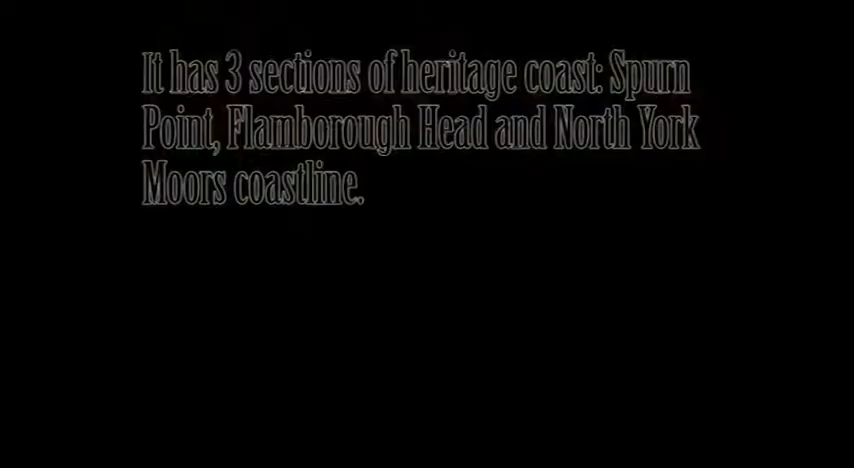 It has 3 sections of heritage coast: Spurn
Point, Flamborough Head and North York
Moors coastline.